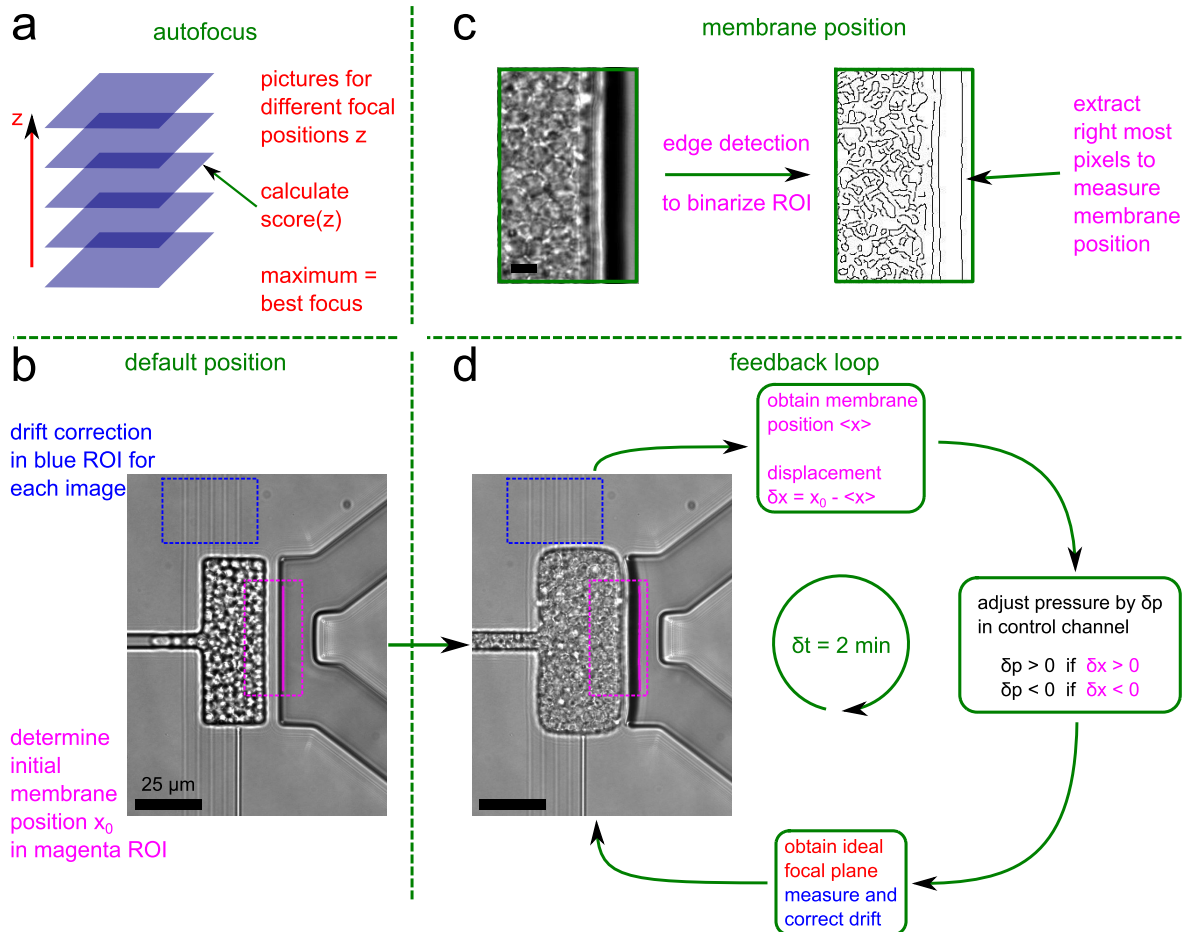 a
autofocus
z
pictures for
different focal
positions z
calculate
score(z)
maximum =
best focus
c
membrane position
edge detection
to binarize ROI
extract
right most
pixels to
measure
membrane
position
b
default position
drift correction
in blue ROI for
each image
determine
initial
membrane
position x₀
in magenta ROI
25 µm
d
feedback loop
obtain membrane
position <x>
displacement
δx = x₀ - <x>
adjust pressure by δp
in control channel
δp > 0 if δx > 0
δp < 0 if δx < 0
δt = 2 min
obtain ideal
focal plane
measure and
correct drift